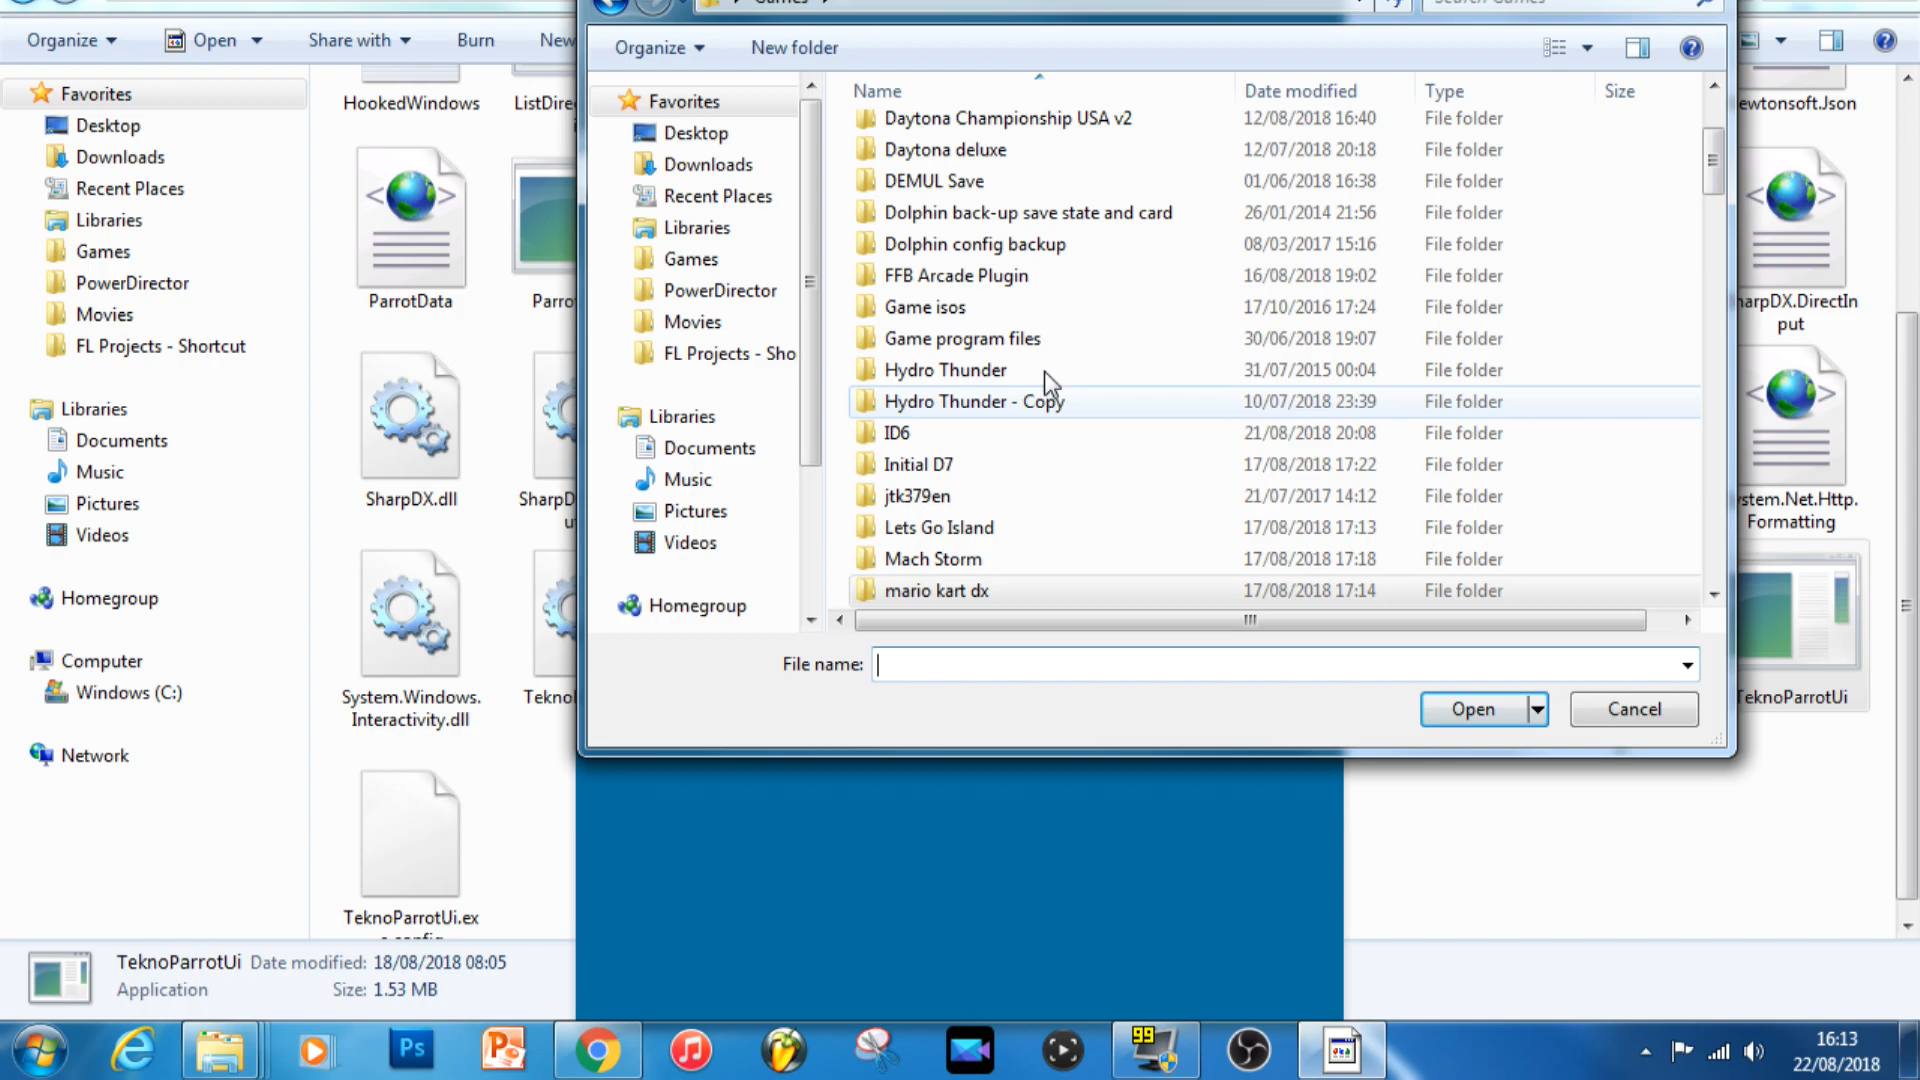 Games
Search Games
Organize
Open
Share with
Burn
New
Organize
New folder
Favorites
Desktop
Downloads
Recent Places
Libraries
Games
PowerDirector
Movies
FL Projects - Shortcut
Libraries
Documents
Music
Pictures
Videos
Homegroup
Computer
Windows (C:)
Network
HookedWindows
ListDirec
ParrotData
Parrot
SharpDX.dll
SharpD
System.Windows.
Interactivity.dll
Tekno
TeknoParrotUi.ex
e.config
Favorites
Desktop
Downloads
Recent Places
Libraries
Games
PowerDirector
Movies
FL Projects - Sho
Libraries
Documents
Music
Pictures
Videos
Homegroup
Name Date modified Type Size
Daytona Championship USA v2 12/08/2018 16:40 File folder
Daytona deluxe 12/07/2018 20:18 File folder
DEMUL Save 01/06/2018 16:38 File folder
Dolphin back-up save state and card 26/01/2014 21:56 File folder
Dolphin config backup 08/03/2017 15:16 File folder
FFB Arcade Plugin 16/08/2018 19:02 File folder
Game isos 17/10/2016 17:24 File folder
Game program files 30/06/2018 19:07 File folder
Hydro Thunder 31/07/2015 00:04 File folder
Hydro Thunder - Copy 10/07/2018 23:39 File folder
ID6 21/08/2018 20:08 File folder
Initial D7 17/08/2018 17:22 File folder
jtk379en 21/07/2017 14:12 File folder
Lets Go Island 17/08/2018 17:13 File folder
Mach Storm 17/08/2018 17:18 File folder
mario kart dx 17/08/2018 17:14 File folder
File name:
Open
Cancel
ewtonsoft.Json
harpDX.DirectIn
put
ystem.Net.Http.
Formatting
TeknoParrotUi
TeknoParrotUi Date modified: 18/08/2018 08:05
Application Size: 1.53 MB
Ps
99
16:13
22/08/2018